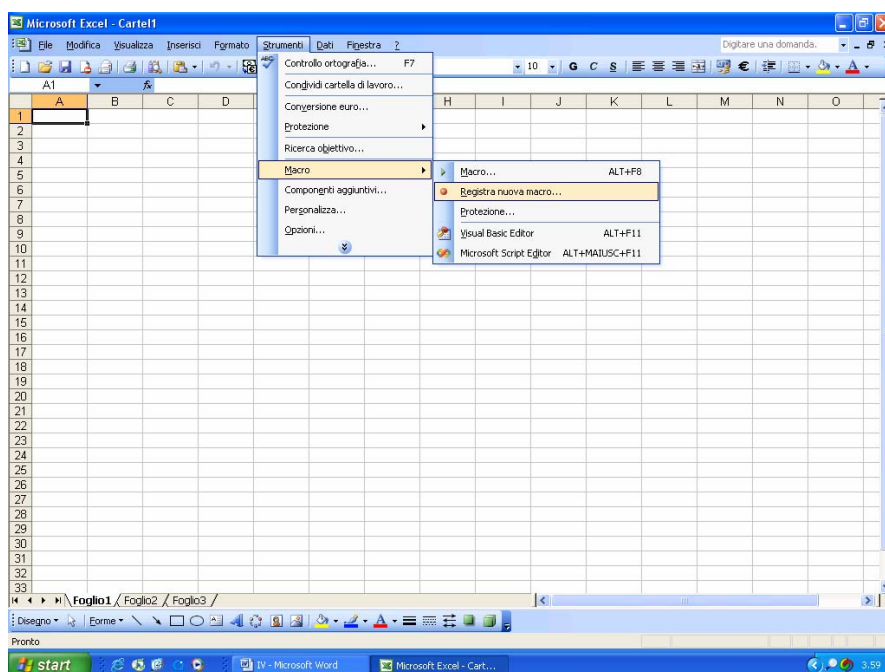 Microsoft Excel - Cartel1
File Modifica Visualizza Inserisci Formato Strumenti Dati Finestra ? Digitare una domanda.
10 G C S €
A1 fx
A B C D H I J K L M N O
Controllo ortografia... F7
Condividi cartella di lavoro...
Conversione euro...
Protezione
Ricerca obiettivo...
Macro
Componenti aggiuntivi...
Personalizza...
Opzioni...
Macro... ALT+F8
Registra nuova macro...
Protezione...
Visual Basic Editor ALT+F11
Microsoft Script Editor ALT+MAIUSC+F11
1
2
3
4
5
6
7
8
9
10
11
12
13
14
15
16
17
18
19
20
21
22
23
24
25
26
27
28
29
30
31
32
33
Foglio1 Foglio2 Foglio3
Disegno Forme
Pronto
start IV - Microsoft Word Microsoft Excel - Cart... 3.59